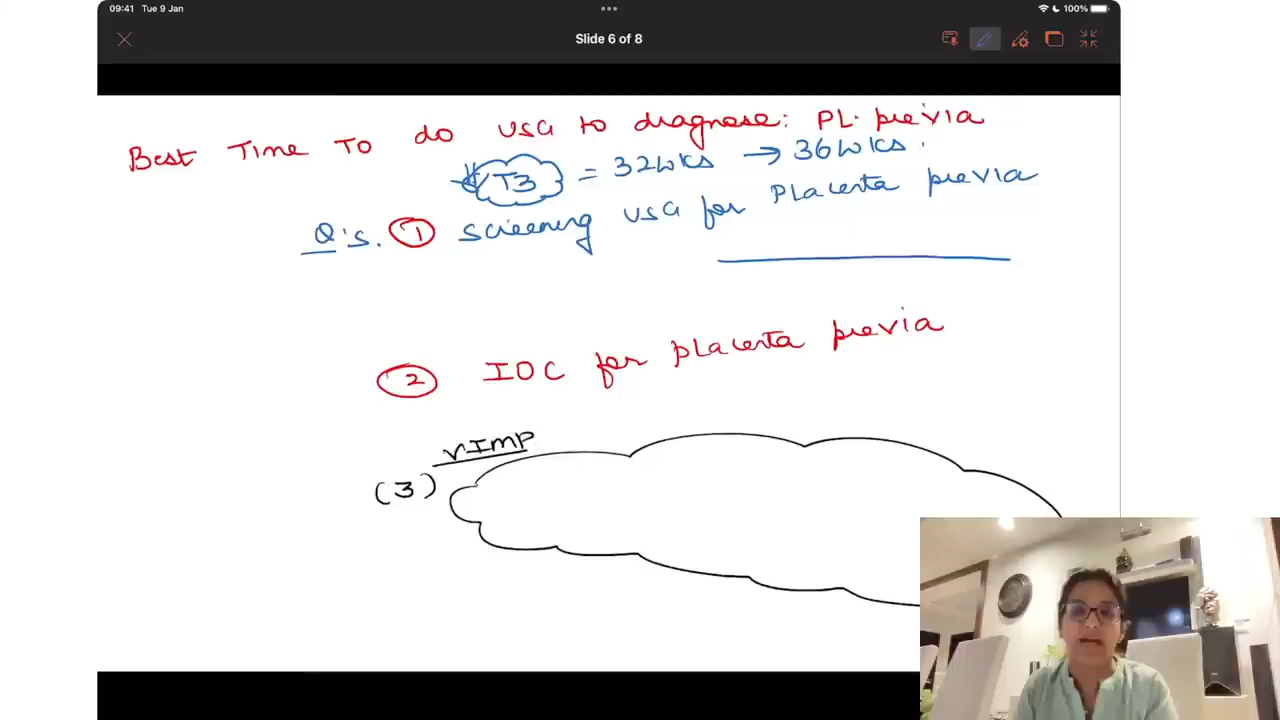 09:41 Tue 9 Jan
100%
Slide 6 of 8
Best Time To do USG to diagnose: PL. previa
T3 = 32wks → 36wks.
Q's. 1 screening USG for Placenta previa
2 IOC for placenta previa
vImp
(3)